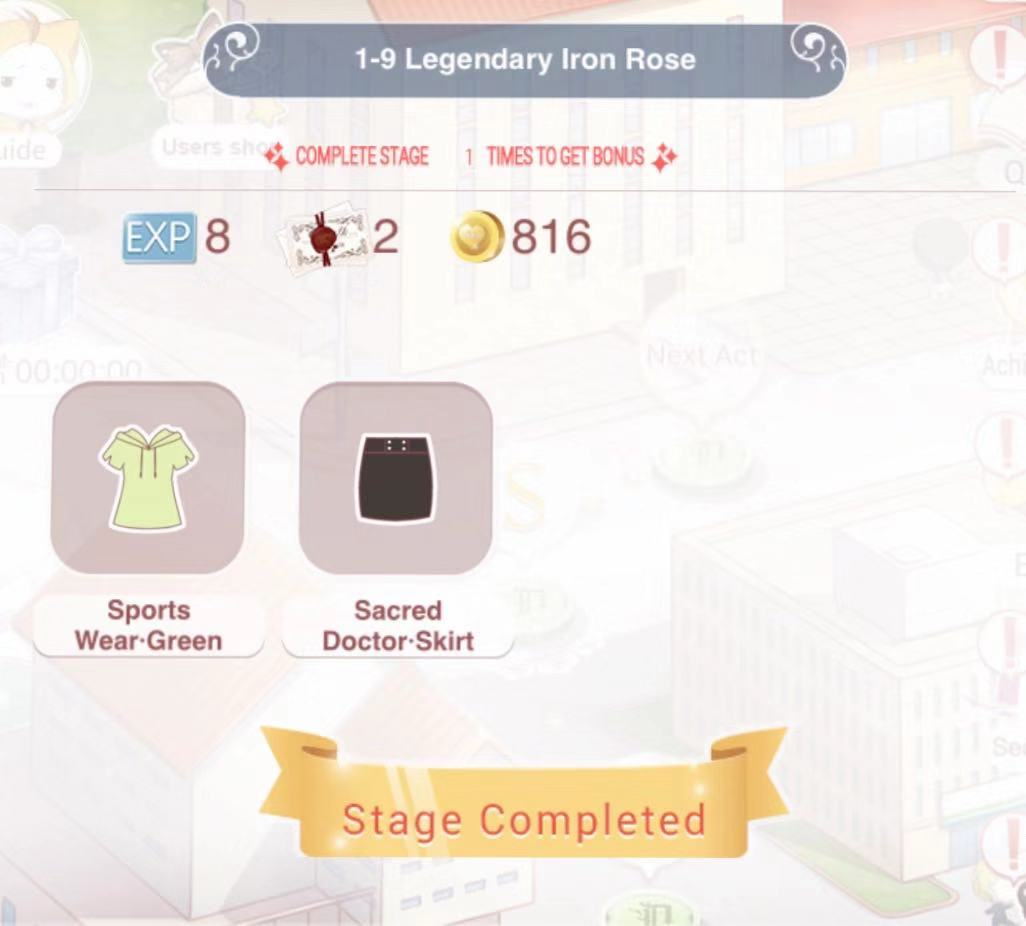 1-9 Legendary Iron Rose
Users sho
COMPLETE STAGE 1 TIMES TO GET BONUS
EXP 8 2 816
Next Act
00:00:00
Achi
S
Sports
Wear·Green
Sacred
Doctor·Skirt
Stage Completed